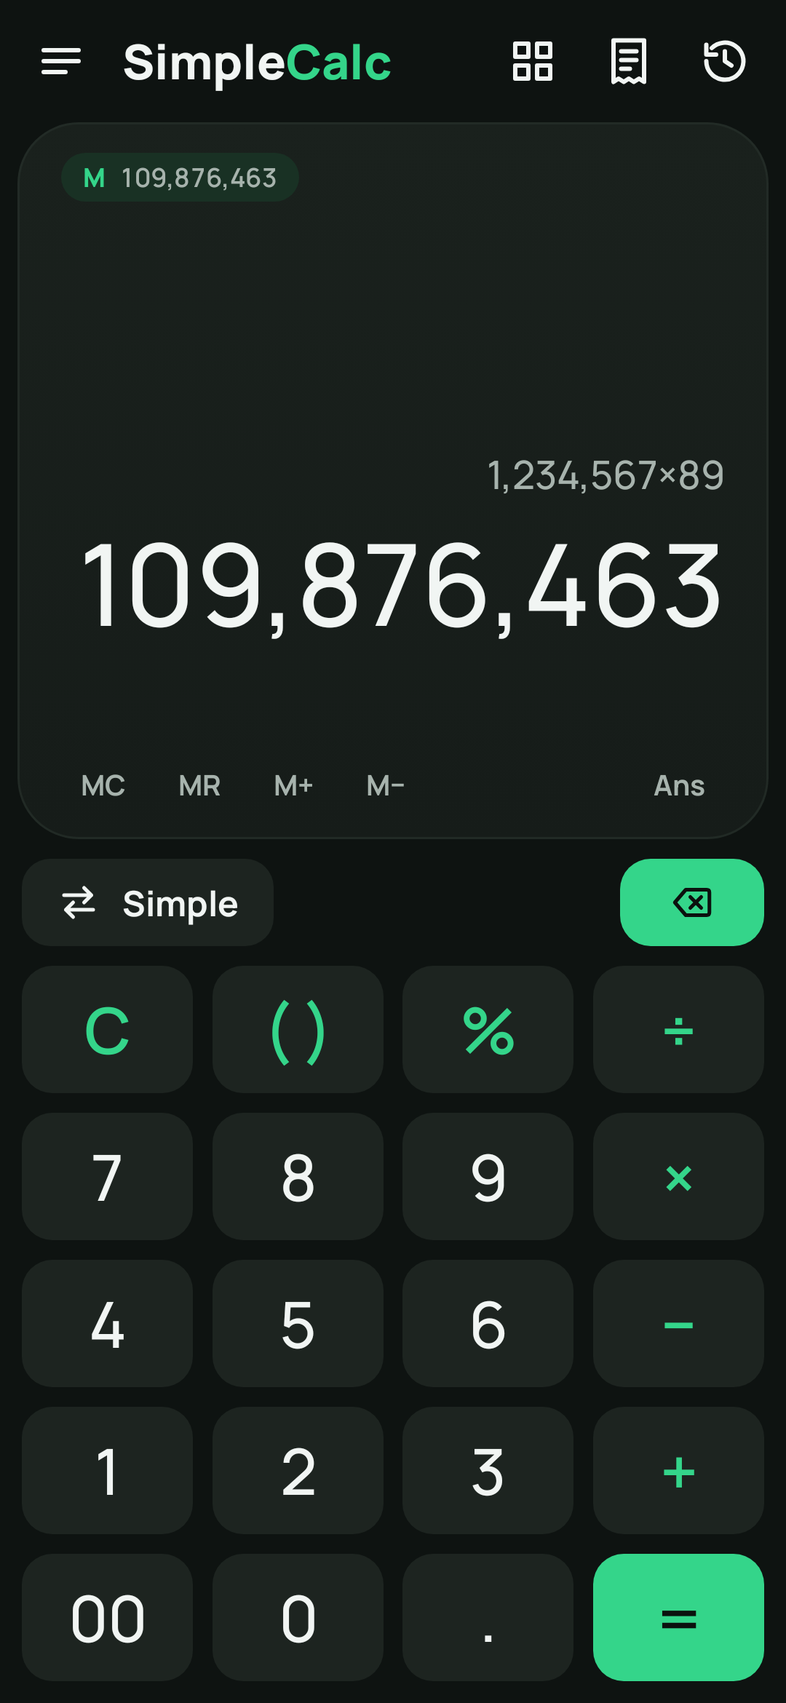 SimpleCalc
M 109,876,463
1,234,567×89
109,876,463
MC MR M+ M− Ans
Simple
C ( ) % ÷
7 8 9 ×
4 5 6 −
1 2 3 +
00 0 . =